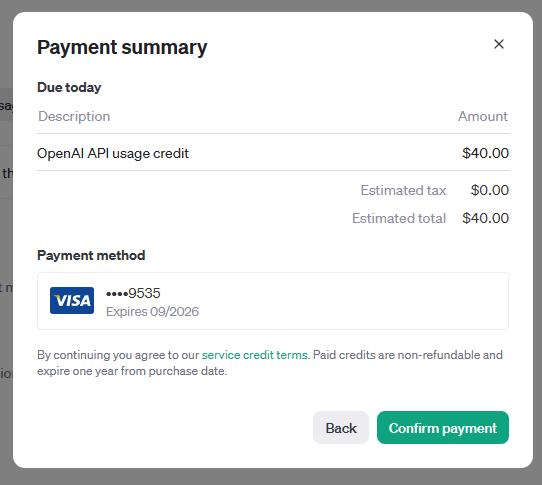 Payment summary
Due today
Description Amount
OpenAI API usage credit $40.00
Estimated tax $0.00
Estimated total $40.00
Payment method
VISA ••••9535
Expires 09/2026
By continuing you agree to our service credit terms. Paid credits are non-refundable and
expire one year from purchase date.
Back Confirm payment